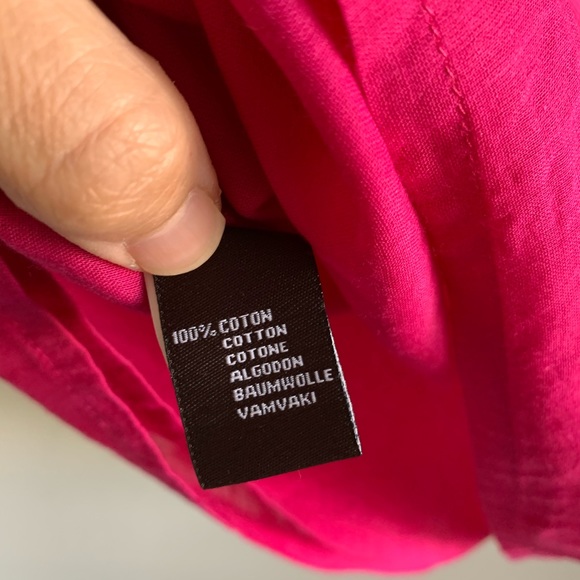 100% COTON
COTTON
COTONE
ALGODON
BAUMWOLLE
VAMVAKI